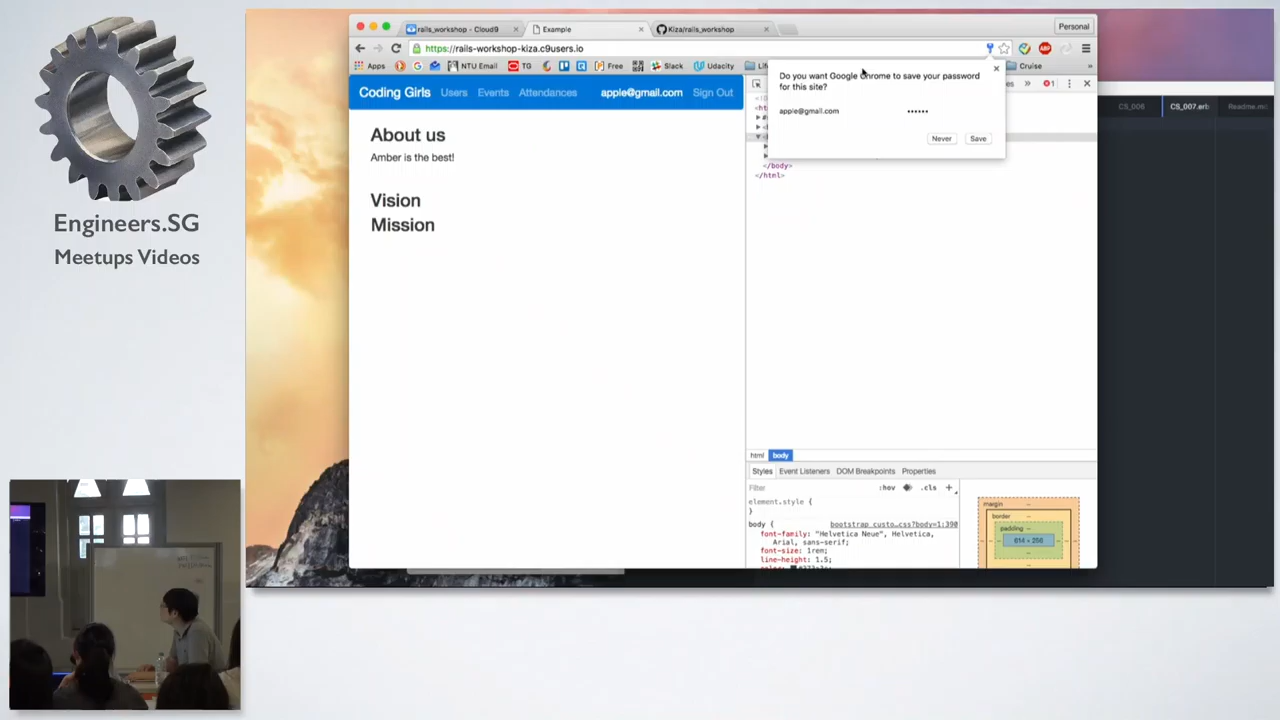 Engineers.SG
Meetups Videos
rails_workshop - Cloud9
Example
Kiza/rails_workshop
Personal
https://rails-workshop-kiza.c9users.io
Apps
NTU Email
TG
Free
Slack
Udacity
Cruise
Coding Girls
Users
Events
Attendances
apple@gmail.com
Sign Out
About us
Amber is the best!
Vision
Mission
Do you want Google Chrome to save your password
for this site?
apple@gmail.com
••••••
Never
Save
1
</body>
</html>
html
body
Styles
Event Listeners
DOM Breakpoints
Properties
Filter
:hov
.cls
+
element.style {
}
body {
bootstrap_custo…css?body=1:390
font-family: "Helvetica Neue", Helvetica,
Arial, sans-serif;
font-size: 1rem;
line-height: 1.5;
margin
border
padding
614 × 256
CS_006
CS_007.erb
Readme.md